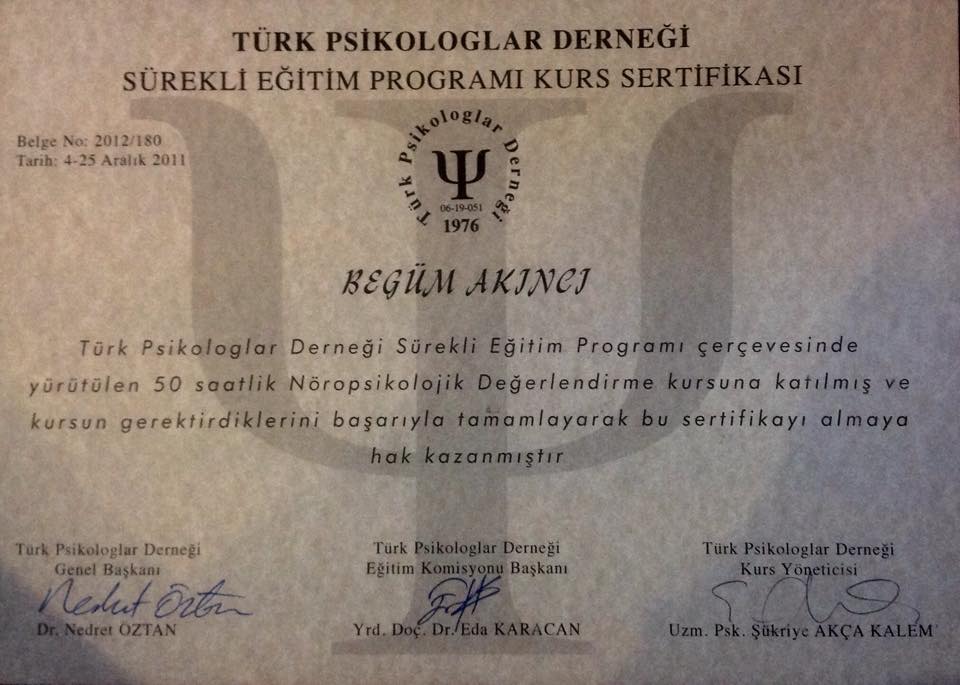 TÜRK PSİKOLOGLAR DERNEĞİ
SÜREKLİ EĞİTİM PROGRAMI KURS SERTİFİKASI
Belge No: 2012/180
Tarih: 4-25 Aralık 2011
Türk Psikologlar Derneği
Ψ
06-19-051
1976
BEGÜM AKINCI
Türk Psikologlar Derneği Sürekli Eğitim Programı çerçevesinde
yürütülen 50 saatlik Nöropsikolojik Değerlendirme kursuna katılmış ve
kursun gerektirdiklerini başarıyla tamamlayarak bu sertifikayı almaya
hak kazanmıştır
Türk Psikologlar Derneği
Genel Başkanı
Nedret Öztan
Dr. Nedret ÖZTAN
Türk Psikologlar Derneği
Eğitim Komisyonu Başkanı
Yrd. Doç. Dr. Eda KARACAN
Türk Psikologlar Derneği
Kurs Yöneticisi
Uzm. Psk. Şükriye AKÇA KALEM